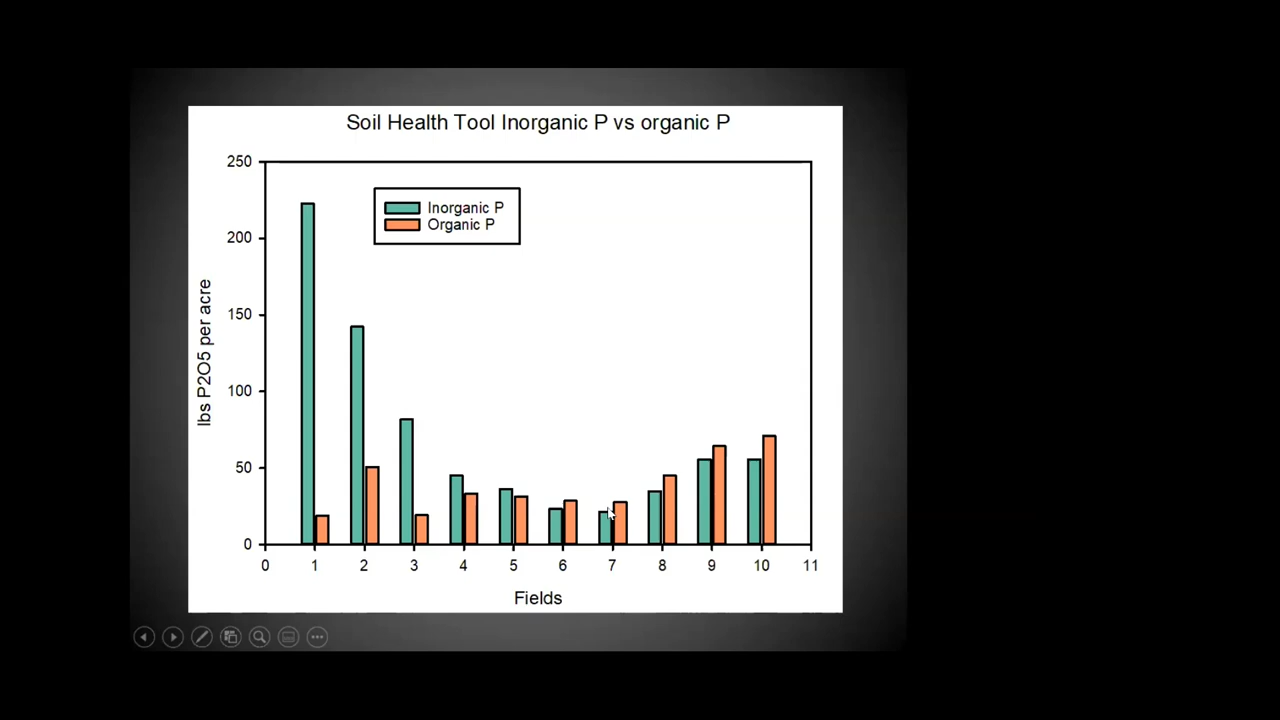 Soil Health Tool Inorganic P vs organic P
250
200
150
100
50
0
lbs P2O5 per acre
Inorganic P
Organic P
0 1 2 3 4 5 6 7 8 9 10 11
Fields